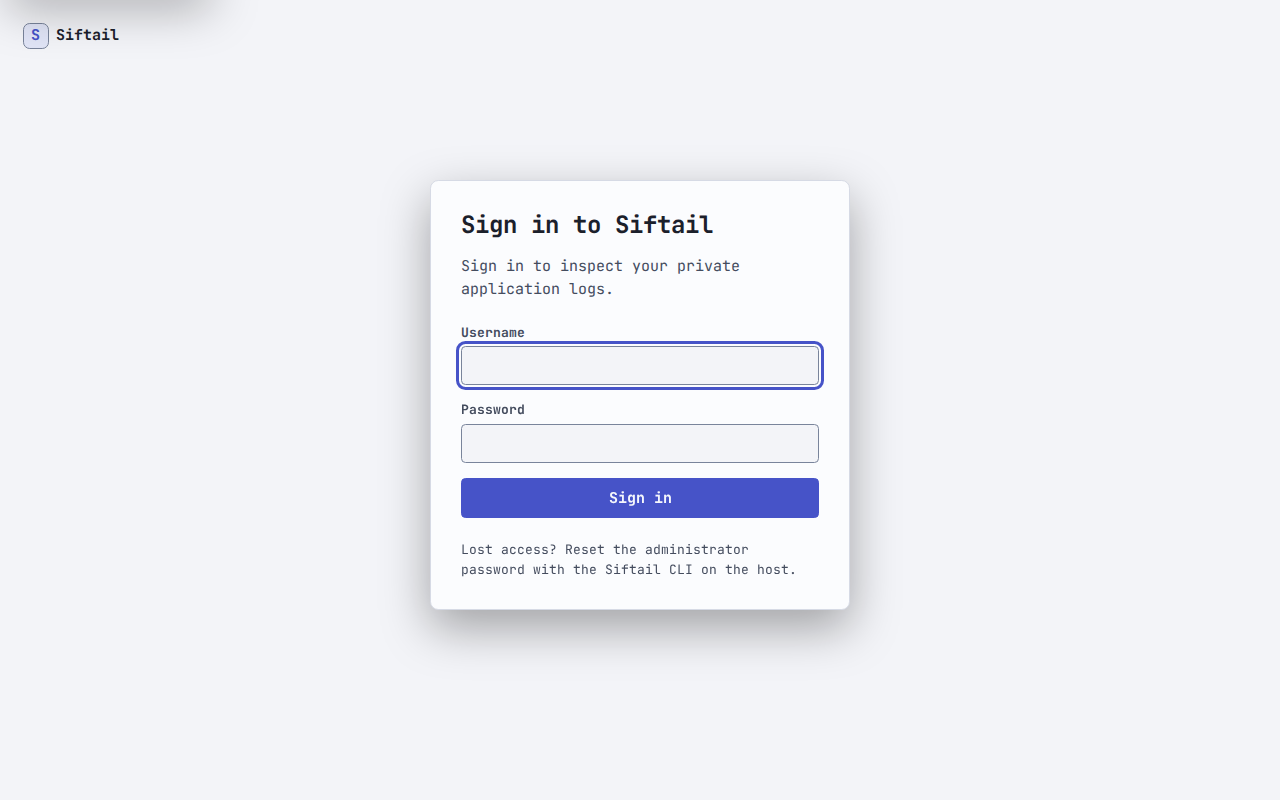 S Siftail
Sign in to Siftail
Sign in to inspect your private
application logs.
Username
Password
Sign in
Lost access? Reset the administrator
password with the Siftail CLI on the host.